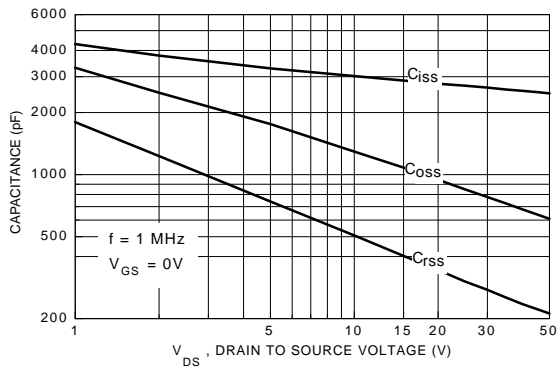 6000
4000
3000
2000
1000
500
200
CAPACITANCE (pF)
Ciss
Coss
Crss
f = 1 MHz
VGS = 0V
1 2 3 5 10 15 20 30 50
VDS , DRAIN TO SOURCE VOLTAGE (V)